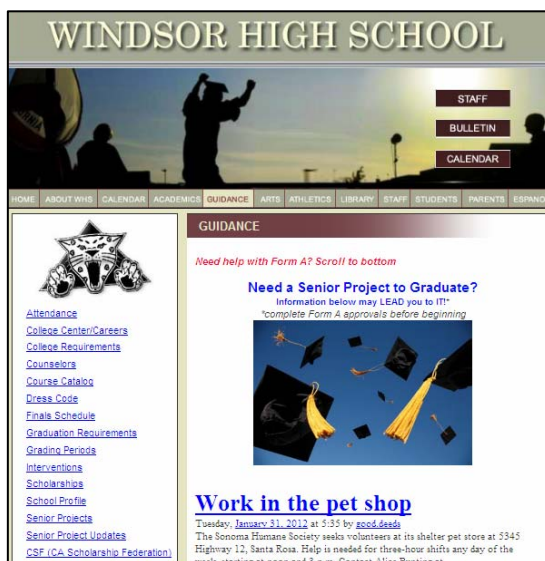 WINDSOR HIGH SCHOOL
STAFF
BULLETIN
CALENDAR
HOME ABOUT WHS CALENDAR ACADEMICS GUIDANCE ARTS ATHLETICS LIBRARY STAFF STUDENTS PARENTS ESPANO
GUIDANCE
Need help with Form A? Scroll to bottom
Need a Senior Project to Graduate?
Information below may LEAD you to IT!*
*complete Form A approvals before beginning
Attendance
College Center/Careers
College Requirements
Counselors
Course Catalog
Dress Code
Finals Schedule
Graduation Requirements
Grading Periods
Interventions
Scholarships
School Profile
Senior Projects
Senior Project Updates
CSF (CA Scholarship Federation)
Work in the pet shop
Tuesday, January 31, 2012 at 5:35 by good.deeds
The Sonoma Humane Society seeks volunteers at its shelter pet store at 5345
Highway 12, Santa Rosa. Help is needed for three-hour shifts any day of the